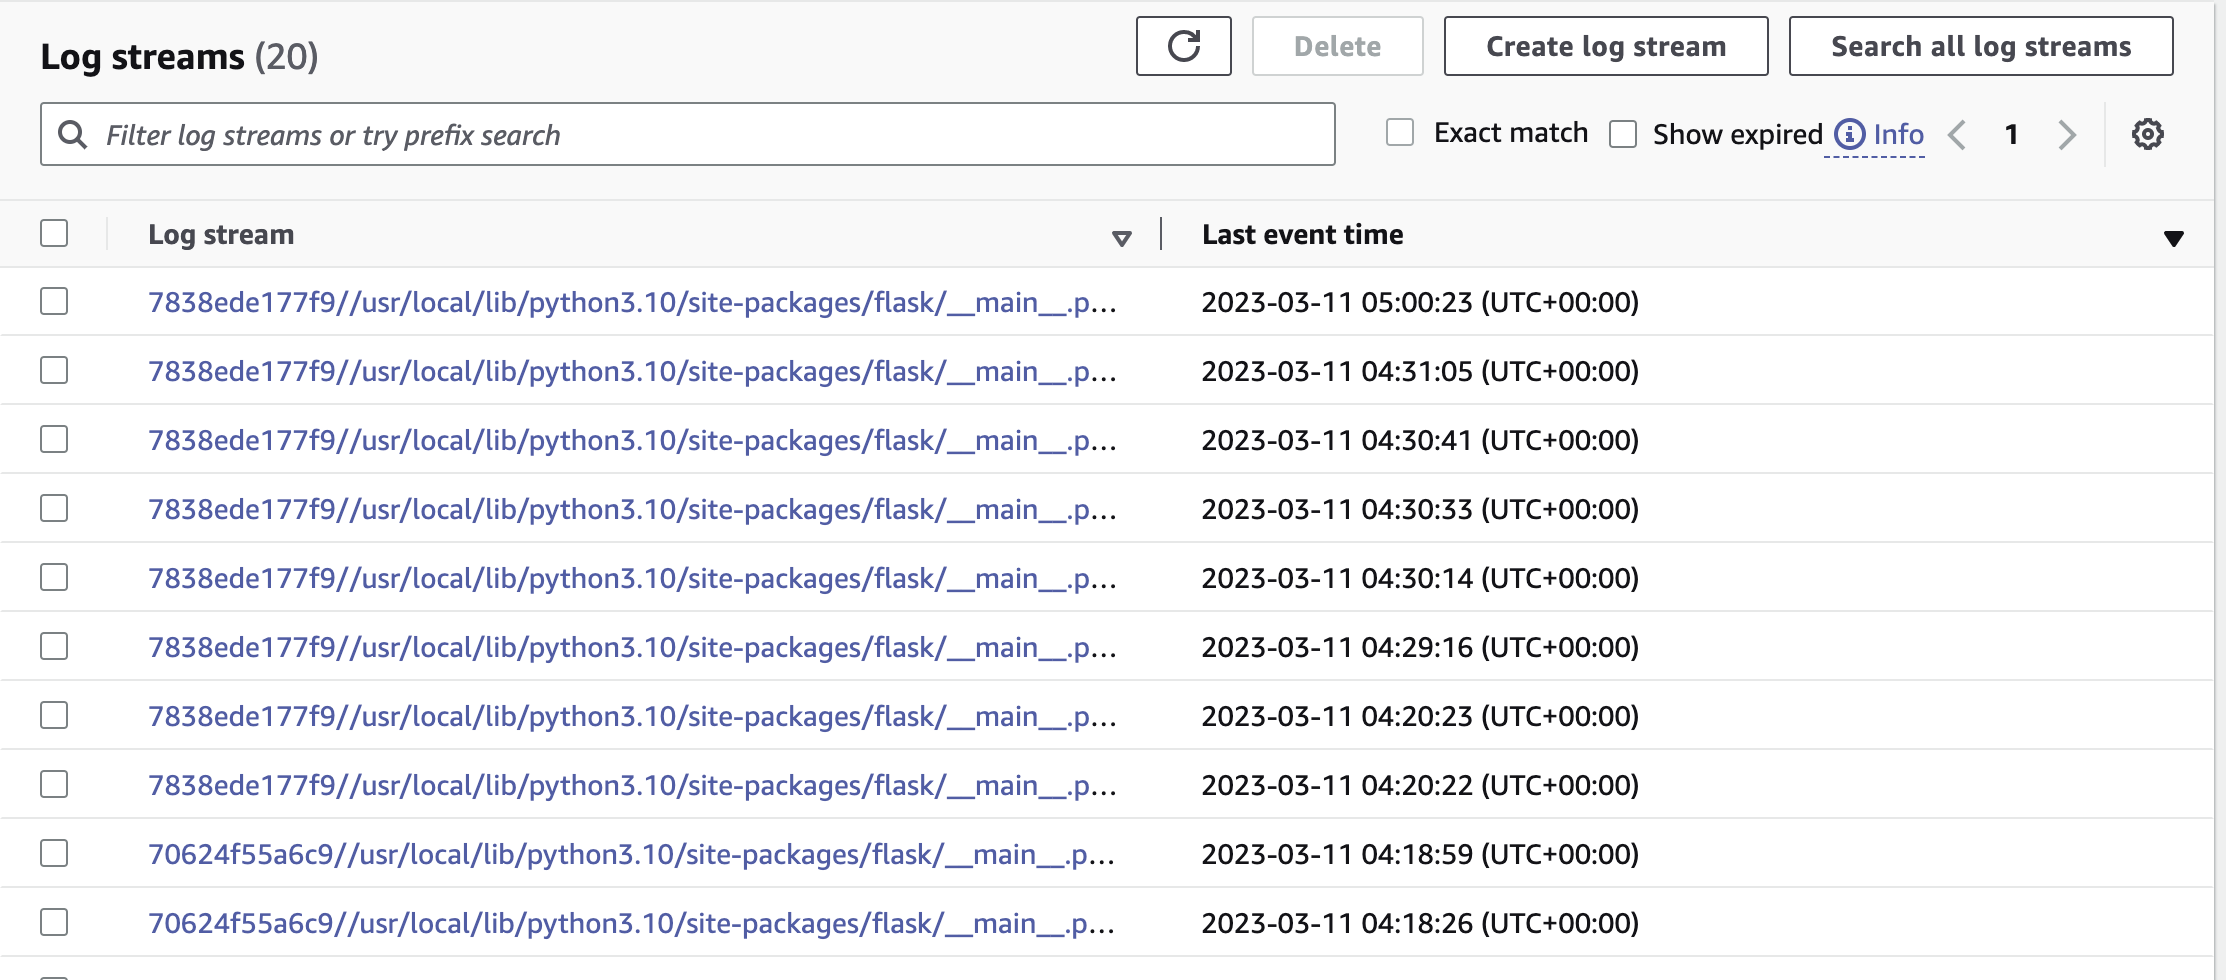 Log streams (20)
Delete
Create log stream
Search all log streams
Filter log streams or try prefix search
Exact match
Show expired
Info
1
Log stream
Last event time
7838ede177f9//usr/local/lib/python3.10/site-packages/flask/__main__.p... 2023-03-11 05:00:23 (UTC+00:00)
7838ede177f9//usr/local/lib/python3.10/site-packages/flask/__main__.p... 2023-03-11 04:31:05 (UTC+00:00)
7838ede177f9//usr/local/lib/python3.10/site-packages/flask/__main__.p... 2023-03-11 04:30:41 (UTC+00:00)
7838ede177f9//usr/local/lib/python3.10/site-packages/flask/__main__.p... 2023-03-11 04:30:33 (UTC+00:00)
7838ede177f9//usr/local/lib/python3.10/site-packages/flask/__main__.p... 2023-03-11 04:30:14 (UTC+00:00)
7838ede177f9//usr/local/lib/python3.10/site-packages/flask/__main__.p... 2023-03-11 04:29:16 (UTC+00:00)
7838ede177f9//usr/local/lib/python3.10/site-packages/flask/__main__.p... 2023-03-11 04:20:23 (UTC+00:00)
7838ede177f9//usr/local/lib/python3.10/site-packages/flask/__main__.p... 2023-03-11 04:20:22 (UTC+00:00)
70624f55a6c9//usr/local/lib/python3.10/site-packages/flask/__main__.p... 2023-03-11 04:18:59 (UTC+00:00)
70624f55a6c9//usr/local/lib/python3.10/site-packages/flask/__main__.p... 2023-03-11 04:18:26 (UTC+00:00)